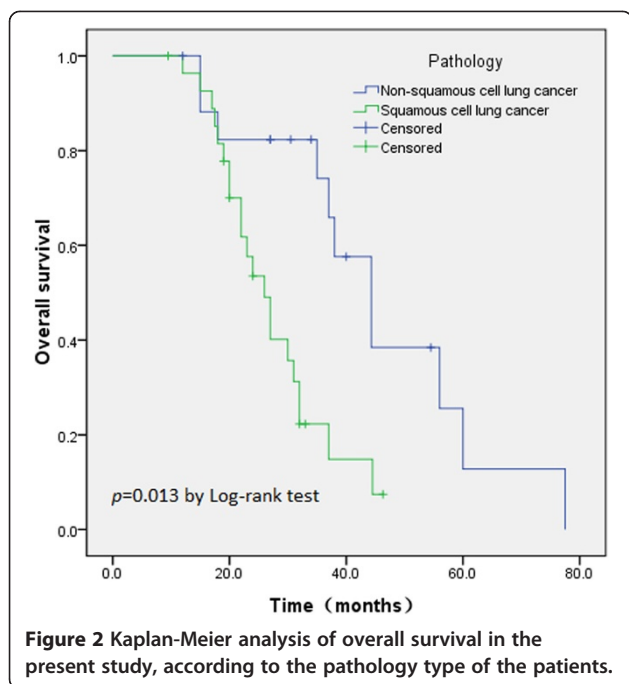 Pathology
Non-squamous cell lung cancer
Squamous cell lung cancer
Censored
Censored
Overall survival
1.0
0.8
0.6
0.4
0.2
0.0
p=0.013 by Log-rank test
0.0 20.0 40.0 60.0 80.0
Time（months）
Figure 2 Kaplan-Meier analysis of overall survival in the
present study, according to the pathology type of the patients.